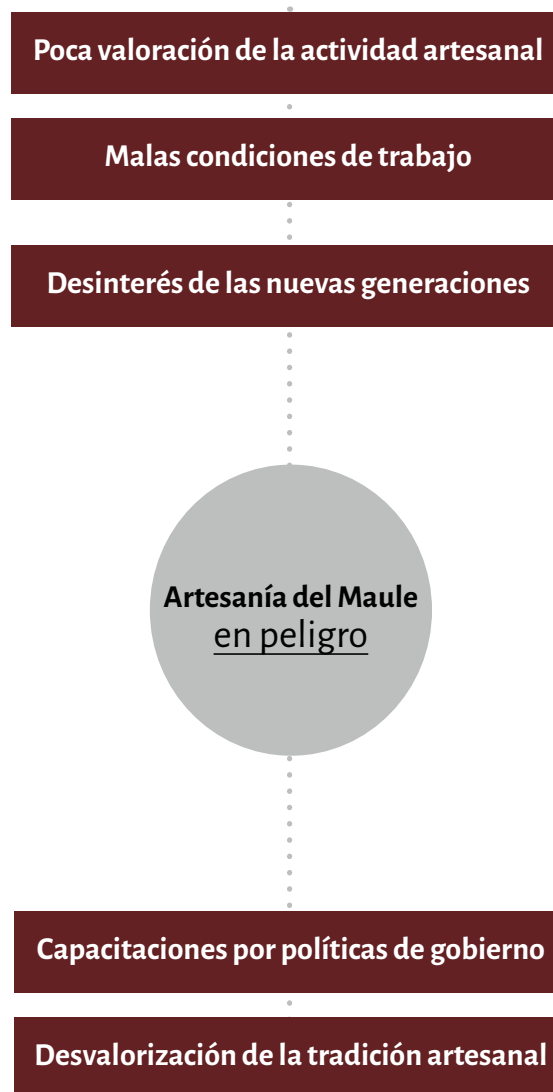 Poca valoración de la actividad artesanal
Malas condiciones de trabajo
Desinterés de las nuevas generaciones
Artesanía del Maule
en peligro
Capacitaciones por políticas de gobierno
Desvalorización de la tradición artesanal